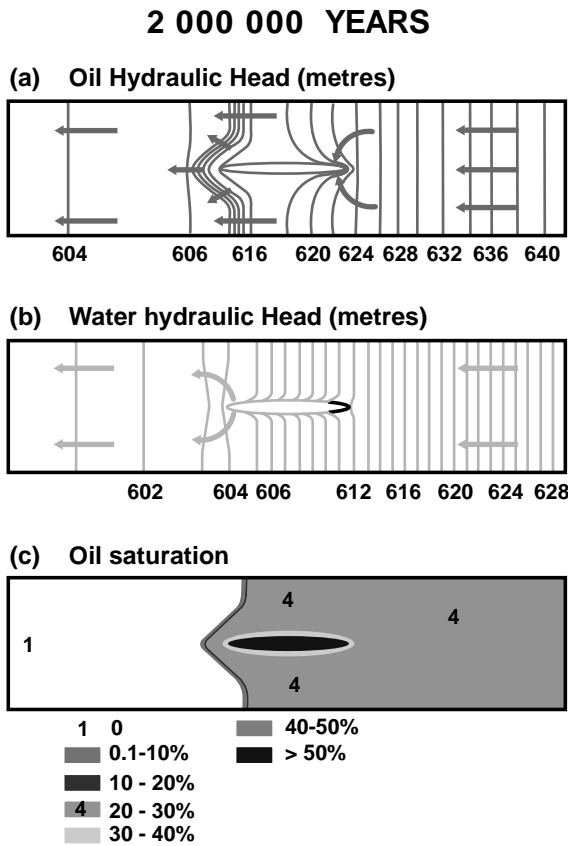 2 000 000 YEARS
(a) Oil Hydraulic Head (metres)
604 606 616 620 624 628 632 636 640
(b) Water hydraulic Head (metres)
602 604 606 612 616 620 624 628
(c) Oil saturation
4
4
1
4
1 0 40-50%
0.1-10% > 50%
10 - 20%
4 20 - 30%
30 - 40%